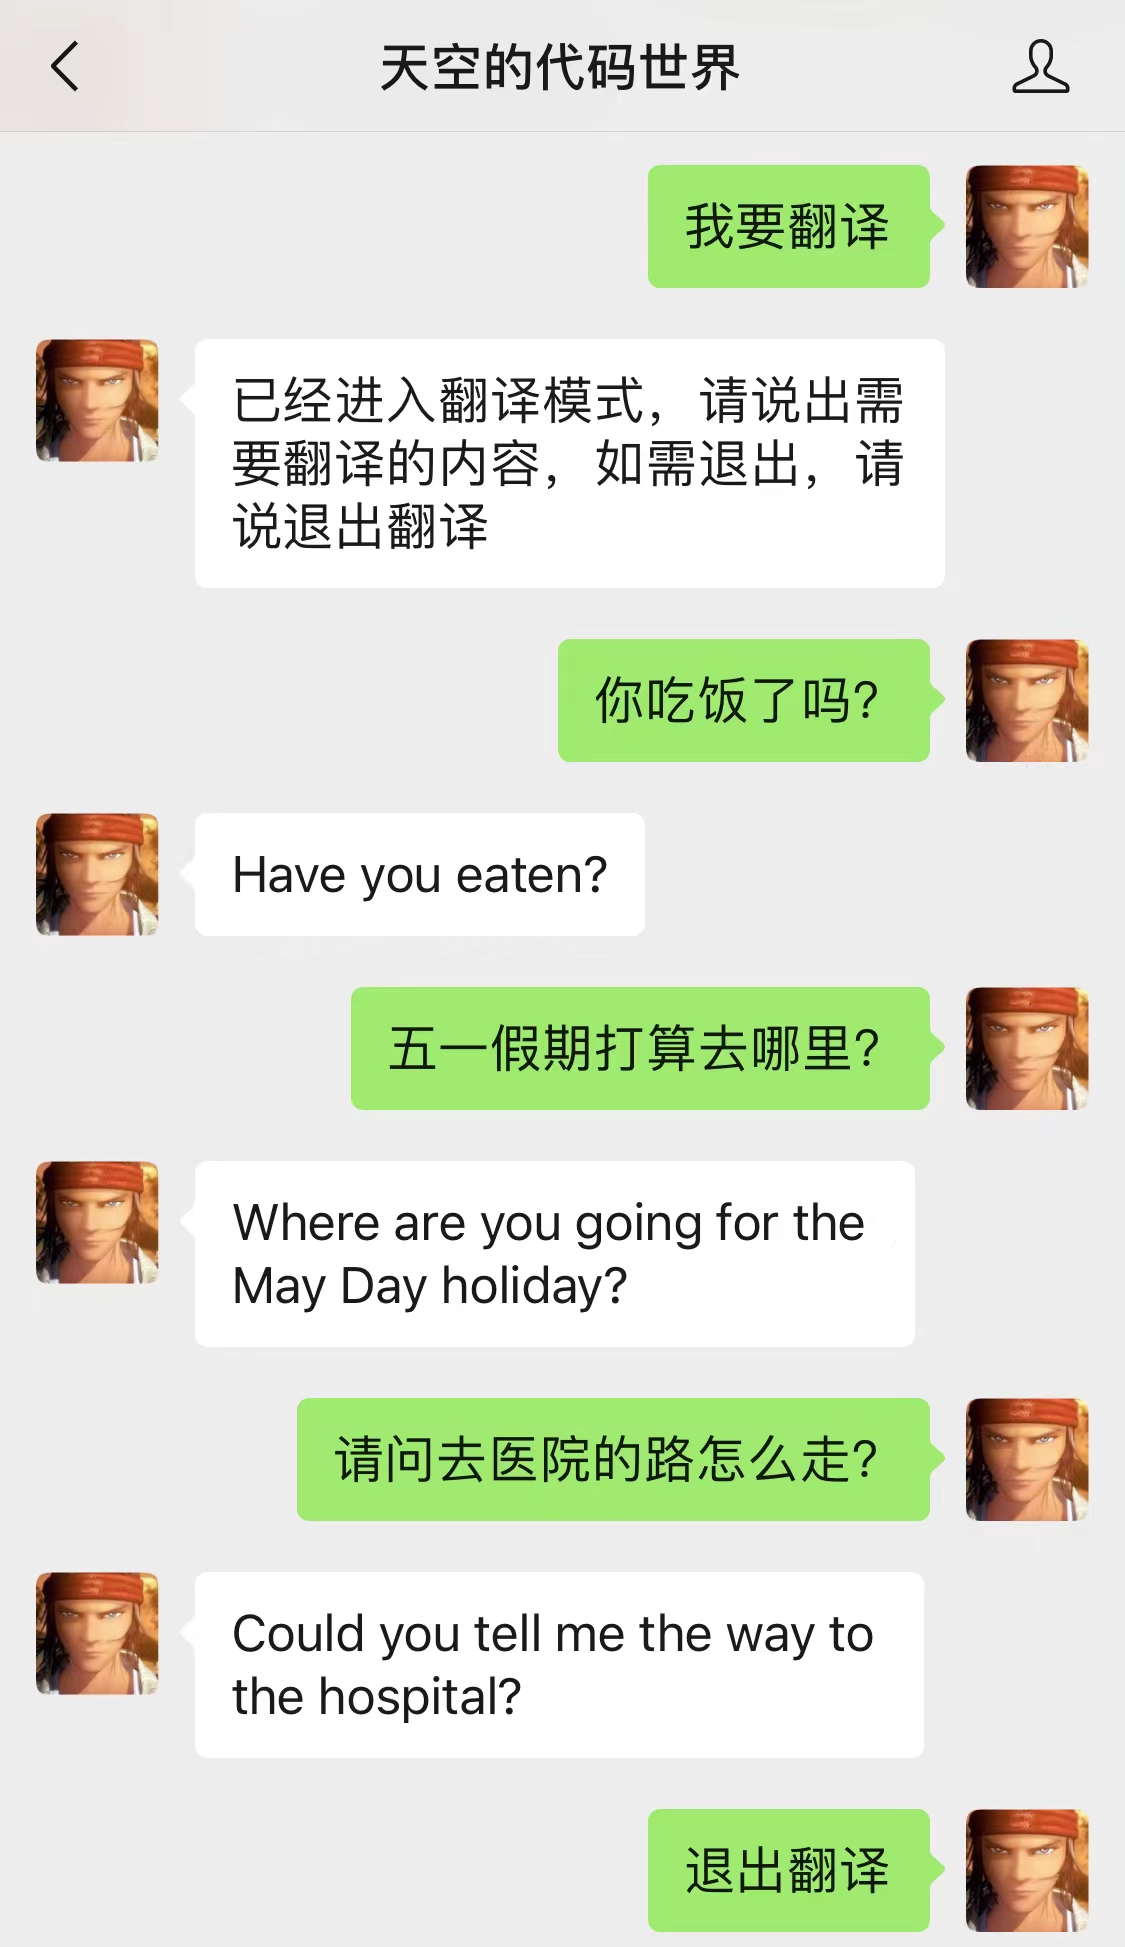 天空的代码世界
我要翻译
已经进入翻译模式，请说出需
要翻译的内容，如需退出，请
说退出翻译
你吃饭了吗?
Have you eaten?
五一假期打算去哪里?
Where are you going for the
May Day holiday?
请问去医院的路怎么走?
Could you tell me the way to
the hospital?
退出翻译